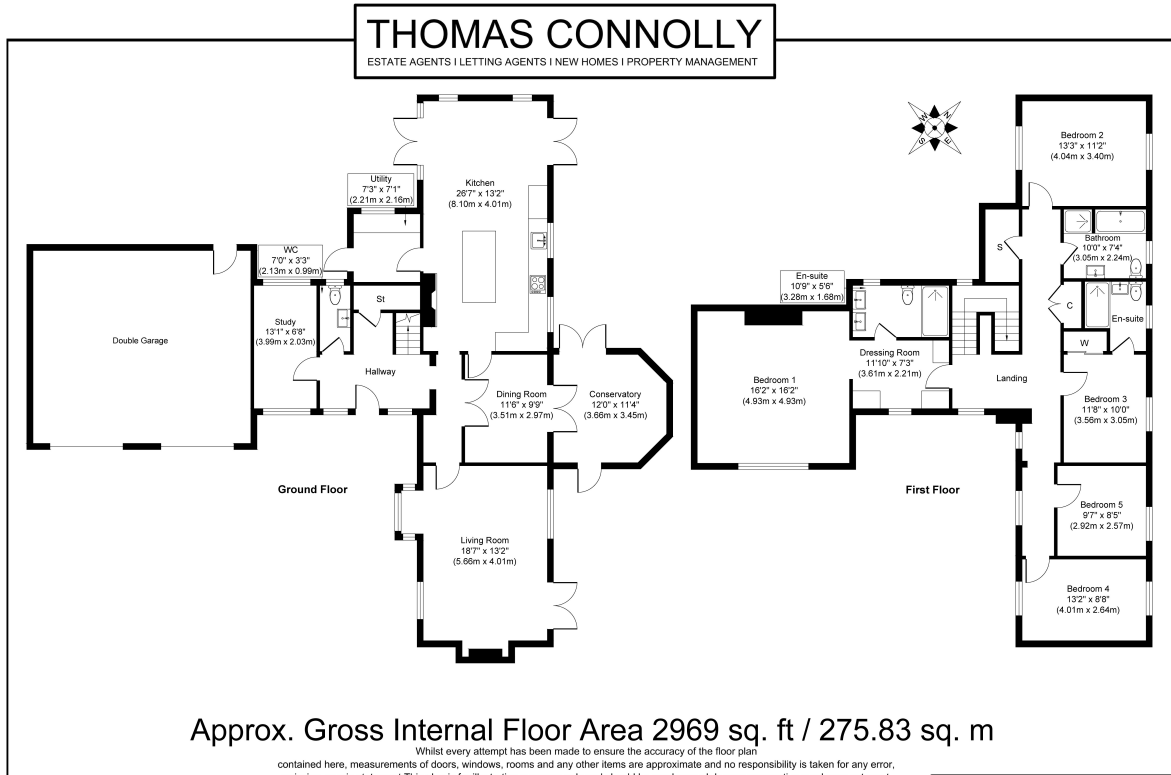 THOMAS CONNOLLY
ESTATE AGENTS I LETTING AGENTS I NEW HOMES I PROPERTY MANAGEMENT
Utility
7'3" x 7'1"
(2.21m x 2.16m)
Kitchen
26'7" x 13'2"
(8.10m x 4.01m)
WC
7'0" x 3'3"
(2.13m x 0.99m)
St
Study
13'1" x 6'8"
(3.99m x 2.03m)
Double Garage
Hallway
Dining Room
11'6" x 9'9"
(3.51m x 2.97m)
Conservatory
12'0" x 11'4"
(3.66m x 3.45m)
Ground Floor
Living Room
18'7" x 13'2"
(5.66m x 4.01m)
N
E
S
W
Bedroom 2
13'3" x 11'2"
(4.04m x 3.40m)
S
Bathroom
10'0" x 7'4"
(3.05m x 2.24m)
En-suite
10'9" x 5'6"
(3.28m x 1.68m)
C
En-suite
W
Dressing Room
11'10" x 7'3"
(3.61m x 2.21m)
Bedroom 1
16'2" x 16'2"
(4.93m x 4.93m)
Landing
Bedroom 3
11'8" x 10'0"
(3.56m x 3.05m)
First Floor
Bedroom 5
9'7" x 8'5"
(2.92m x 2.57m)
Bedroom 4
13'2" x 8'8"
(4.01m x 2.64m)
Approx. Gross Internal Floor Area 2969 sq. ft / 275.83 sq. m
Whilst every attempt has been made to ensure the accuracy of the floor plan
contained here, measurements of doors, windows, rooms and any other items are approximate and no responsibility is taken for any error,